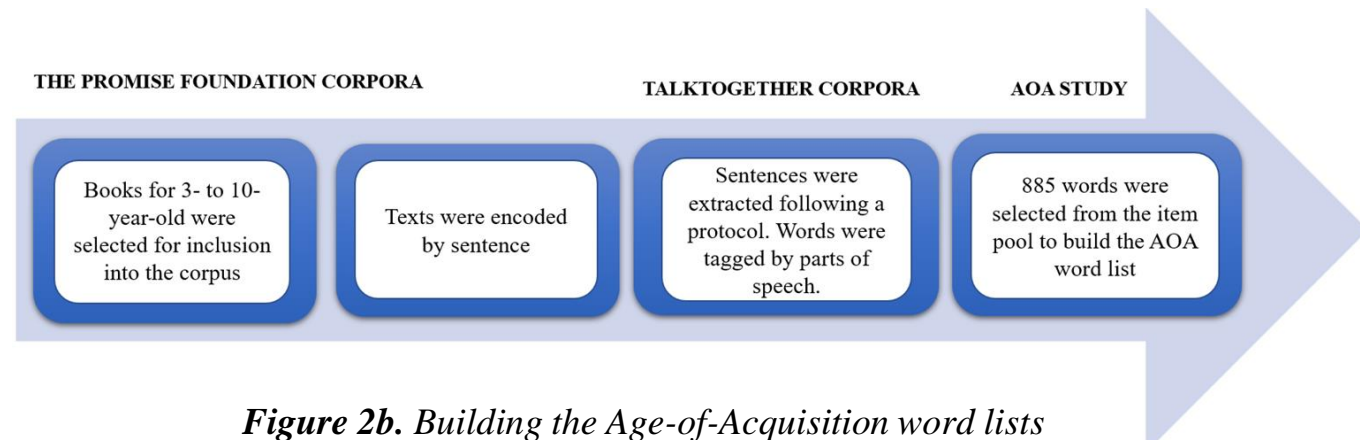 THE PROMISE FOUNDATION CORPORA
TALKTOGETHER CORPORA
AOA STUDY
Books for 3- to 10-
year-old were
selected for inclusion
into the corpus
Texts were encoded
by sentence
Sentences were
extracted following a
protocol. Words were
tagged by parts of
speech.
885 words were
selected from the item
pool to build the AOA
word list
Figure 2b. Building the Age-of-Acquisition word lists